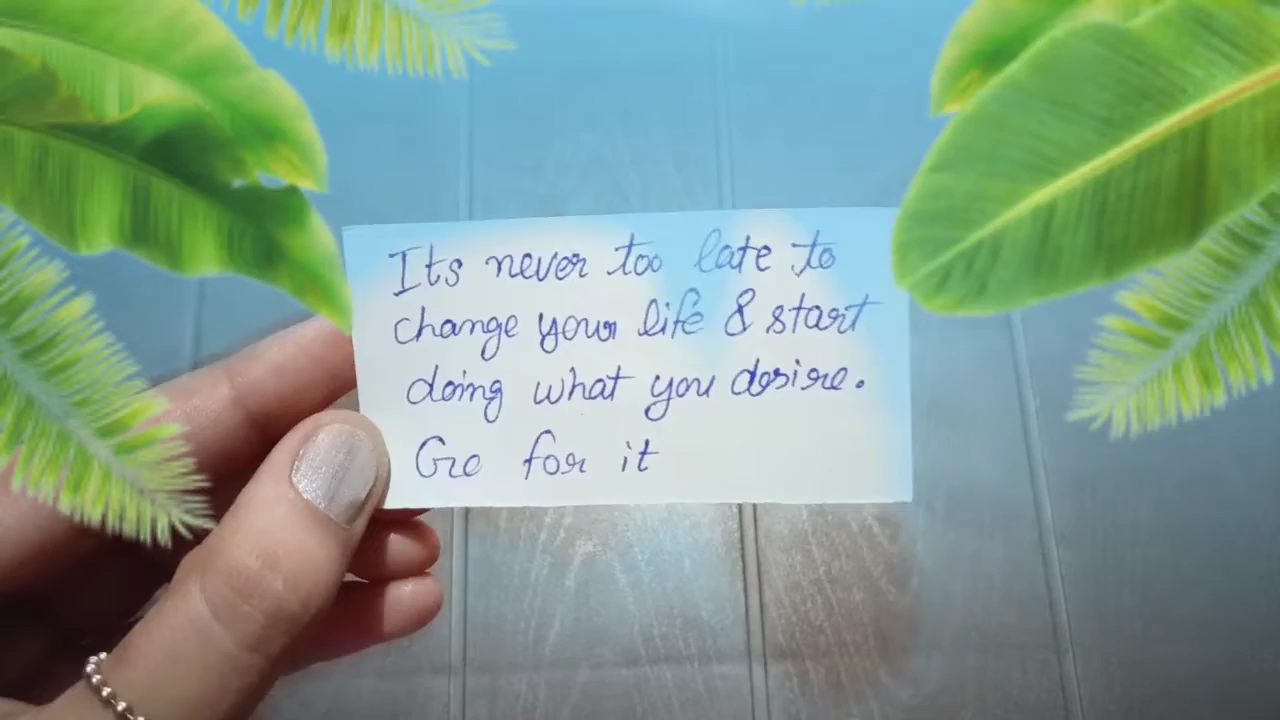 Its never too late to
change your life & start
doing what you desire.
Go for it